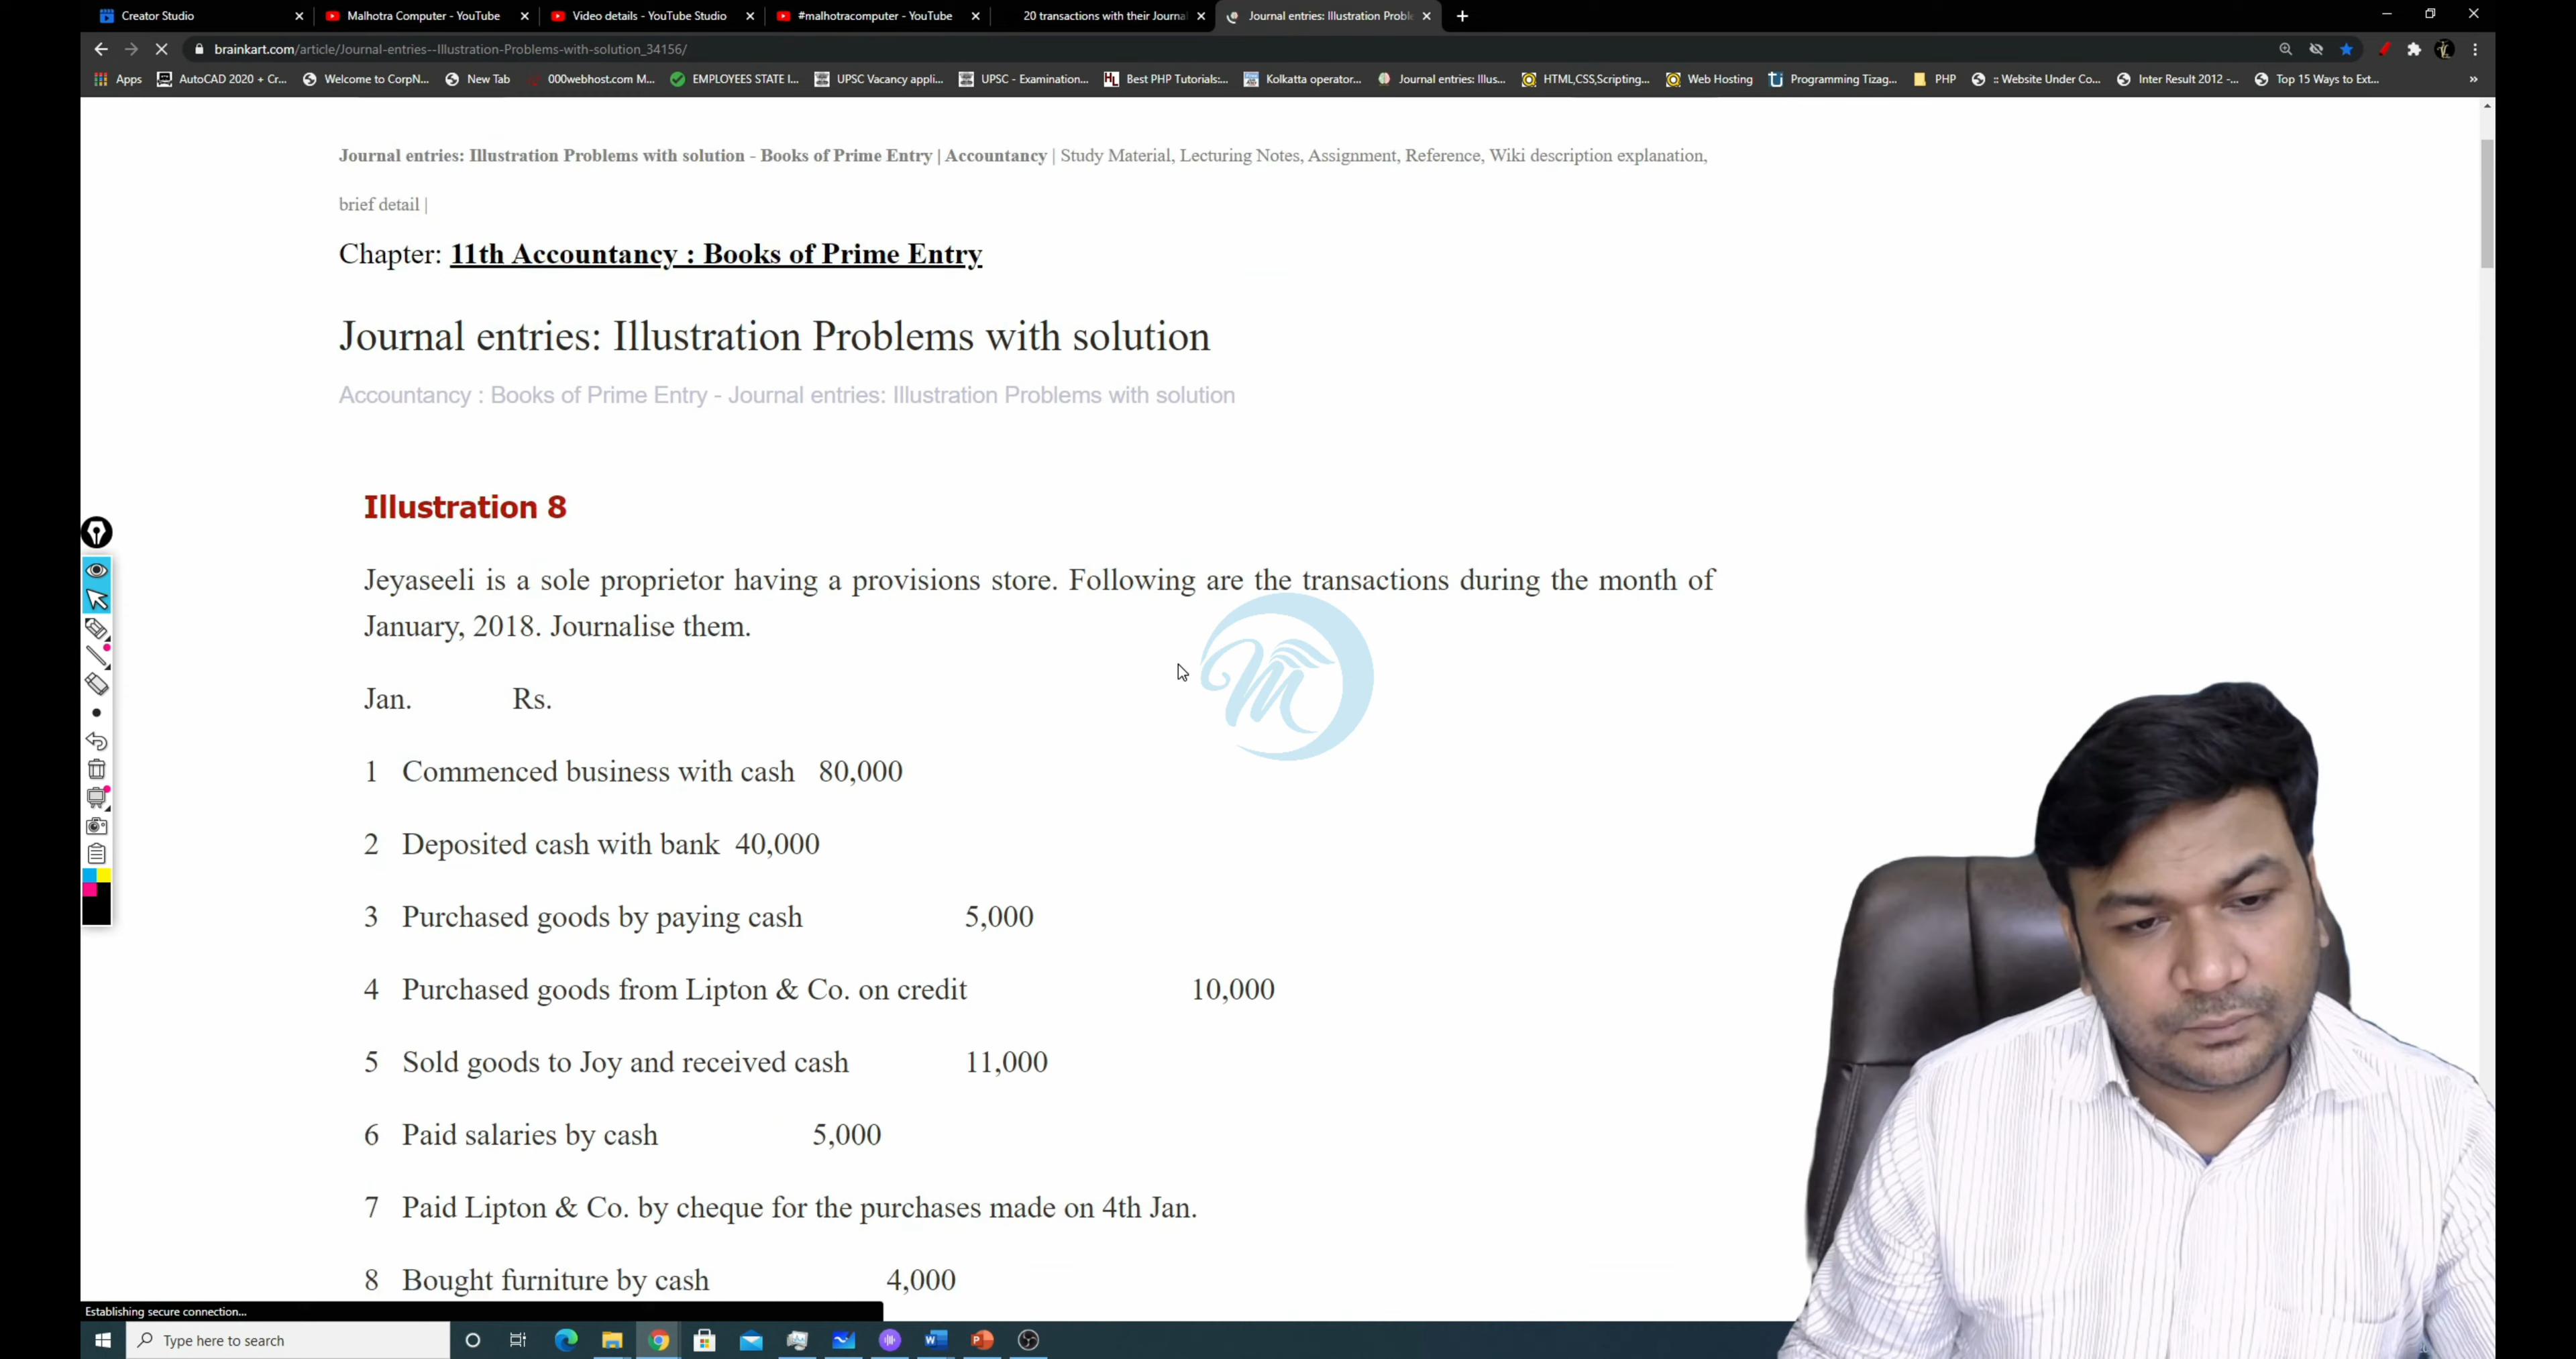 Creator Studio
Malhotra Computer - YouTube
Video details - YouTube Studio
#malhotracomputer - YouTube
20 transactions with their Journal
Journal entries: Illustration Proble
brainkart.com/article/Journal-entries--Illustration-Problems-with-solution_34156/
Apps
AutoCAD 2020 + Cr...
Welcome to CorpN...
New Tab
000webhost.com M...
EMPLOYEES STATE I...
UPSC Vacancy appli...
UPSC - Examination...
HL
Best PHP Tutorials:...
Kolkatta operator...
Journal entries: Illus...
HTML,CSS,Scripting...
Web Hosting
Programming Tizag...
PHP
:: Website Under Co...
Inter Result 2012 -...
Top 15 Ways to Ext...
»
Journal entries: Illustration Problems with solution - Books of Prime Entry | Accountancy | Study Material, Lecturing Notes, Assignment, Reference, Wiki description explanation,
brief detail |
Chapter: 11th Accountancy : Books of Prime Entry
Journal entries: Illustration Problems with solution
Accountancy : Books of Prime Entry - Journal entries: Illustration Problems with solution
Illustration 8
Jeyaseeli is a sole proprietor having a provisions store. Following are the transactions during the month of
January, 2018. Journalise them.
Jan. Rs.
1 Commenced business with cash 80,000
2 Deposited cash with bank 40,000
3 Purchased goods by paying cash 5,000
4 Purchased goods from Lipton & Co. on credit 10,000
5 Sold goods to Joy and received cash 11,000
6 Paid salaries by cash 5,000
7 Paid Lipton & Co. by cheque for the purchases made on 4th Jan.
8 Bought furniture by cash 4,000
Establishing secure connection...
Type here to search